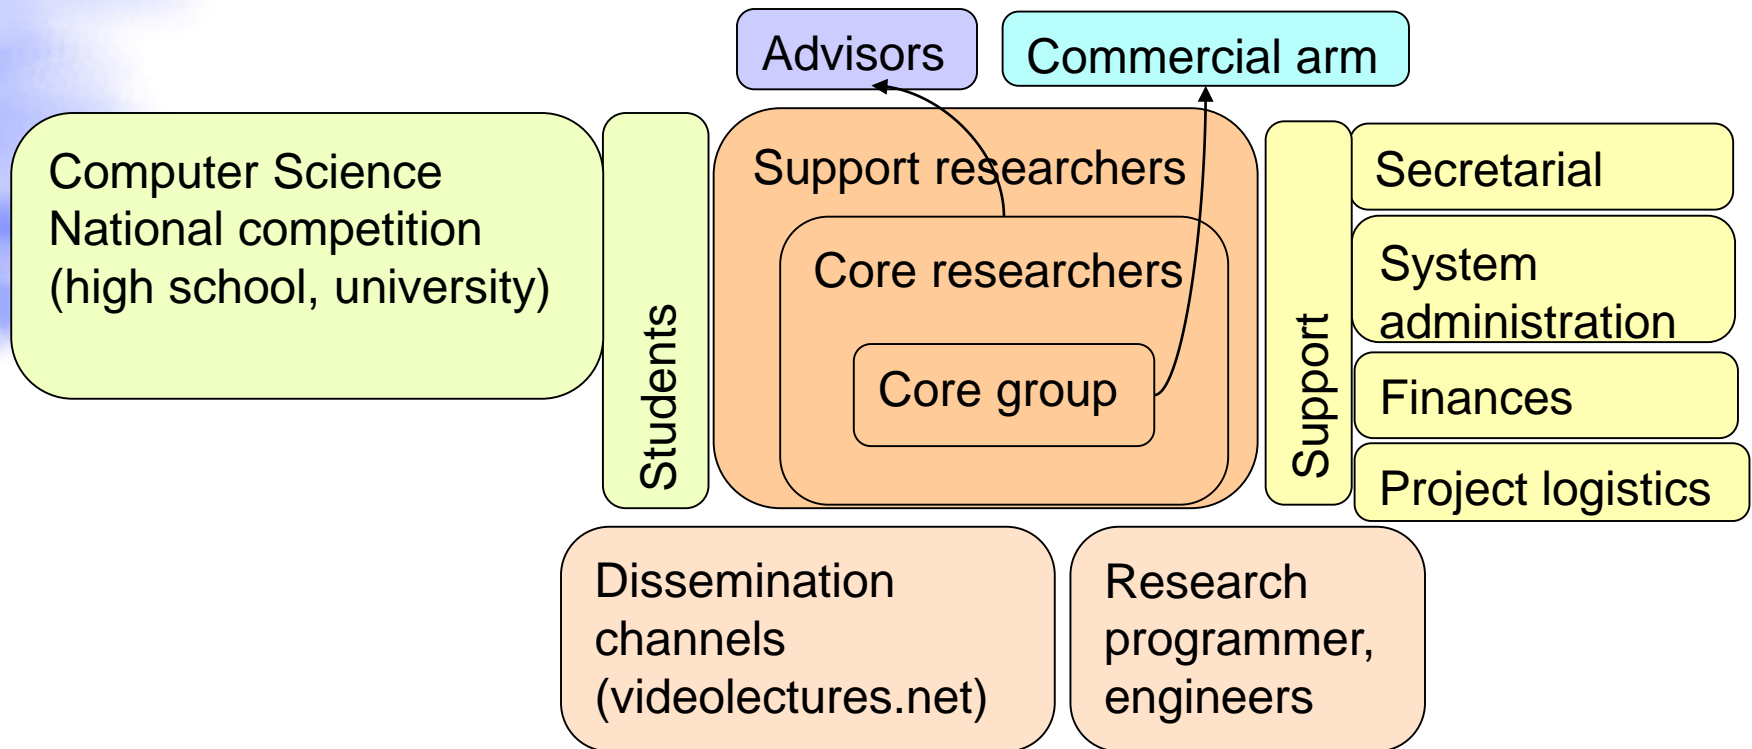 Advisors
Commercial arm
Computer Science
National competition
(high school, university)
Students
Support researchers
Core researchers
Core group
Support
Secretarial
System
administration
Finances
Project logistics
Dissemination
channels
(videolectures.net)
Research
programmer,
engineers